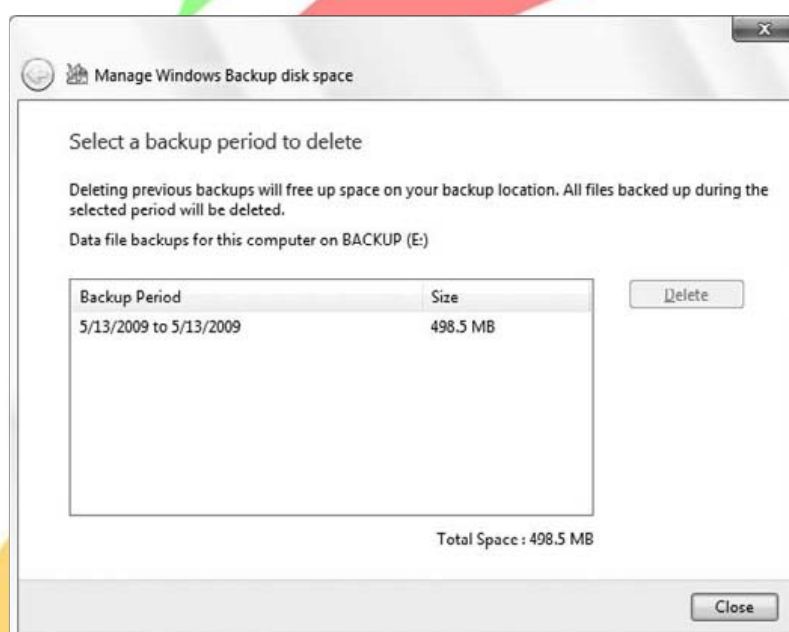 X
Manage Windows Backup disk space
Select a backup period to delete
Deleting previous backups will free up space on your backup location. All files backed up during the
selected period will be deleted.
Data file backups for this computer on BACKUP (E:)
Backup Period Size
Delete
5/13/2009 to 5/13/2009 498.5 MB
Total Space : 498.5 MB
Close